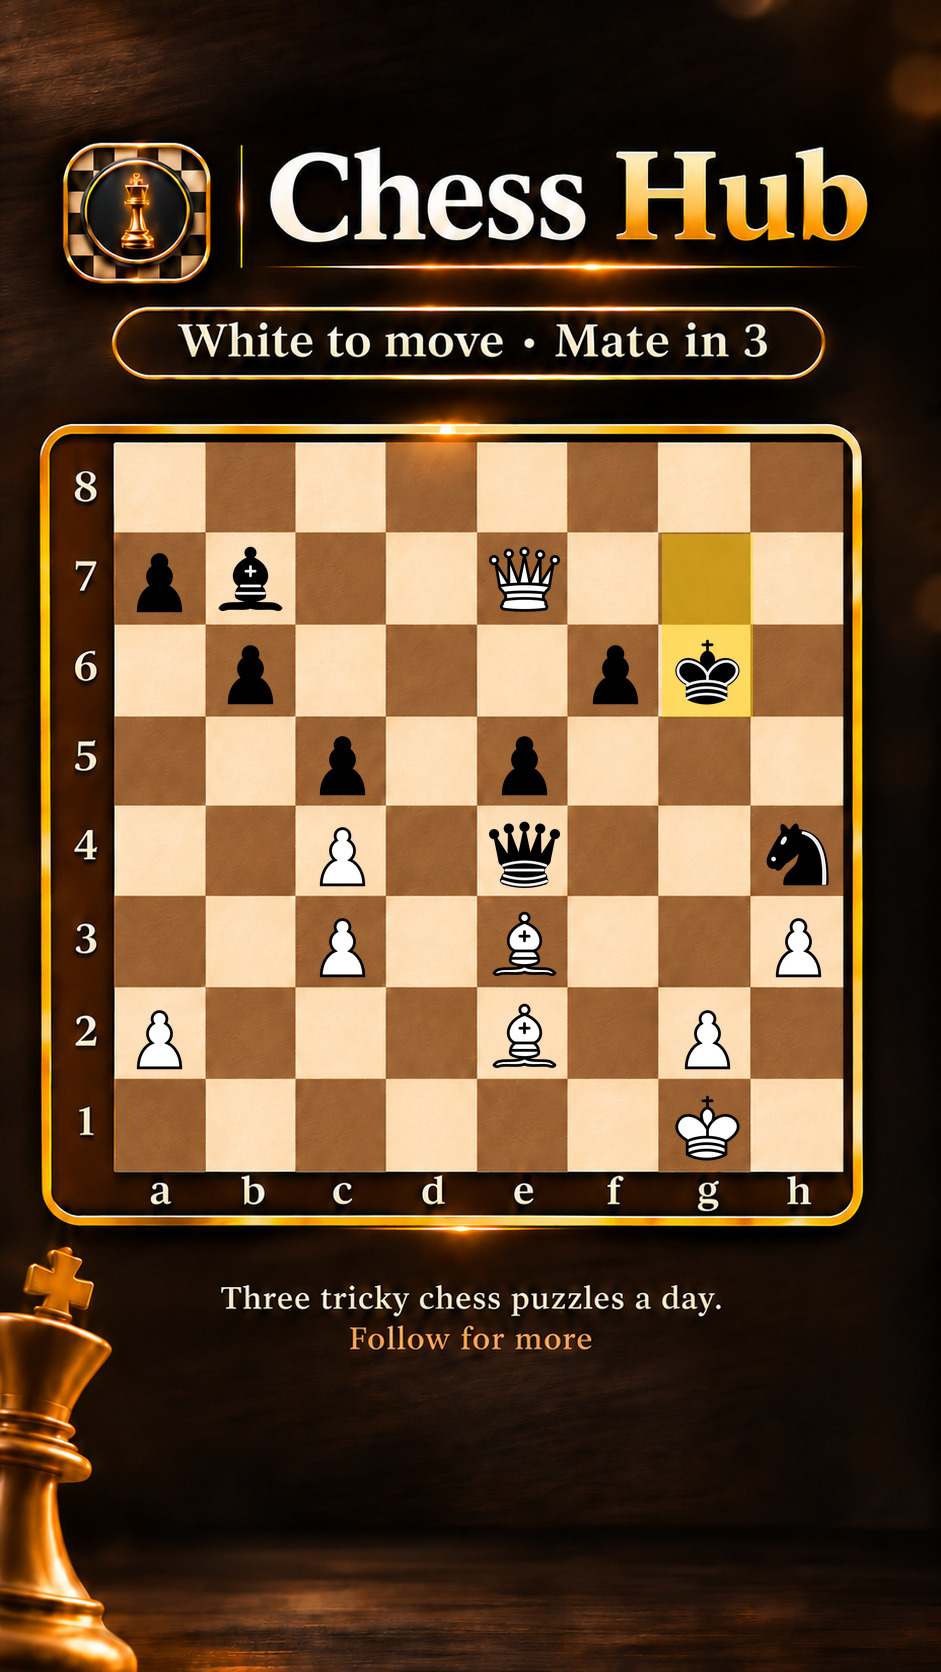 Chess Hub
White to move • Mate in 3
8
7
6
5
4
3
2
1
a b c d e f g h
Three tricky chess puzzles a day.
Follow for more